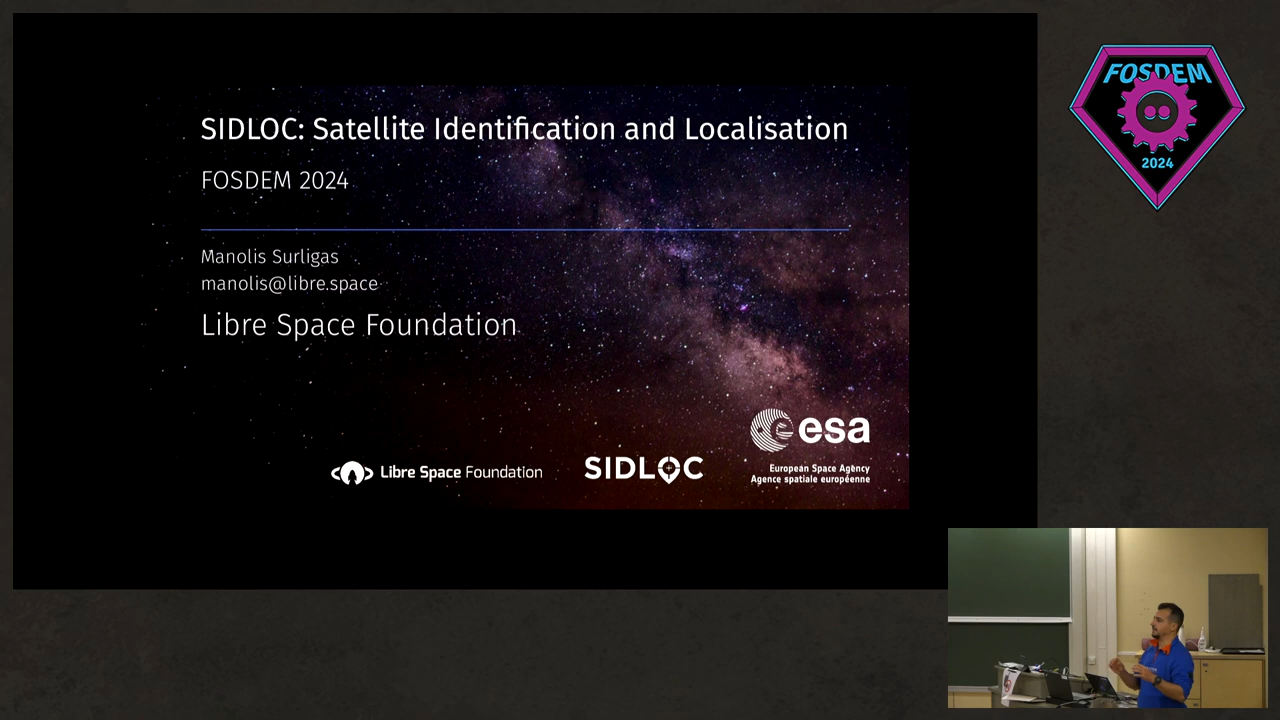 SIDLOC: Satellite Identification and Localisation
FOSDEM 2024
Manolis Surligas
manolis@libre.space
Libre Space Foundation
Libre Space Foundation
SIDLOC
esa
European Space Agency
Agence spatiale européenne
FOSDEM
2024